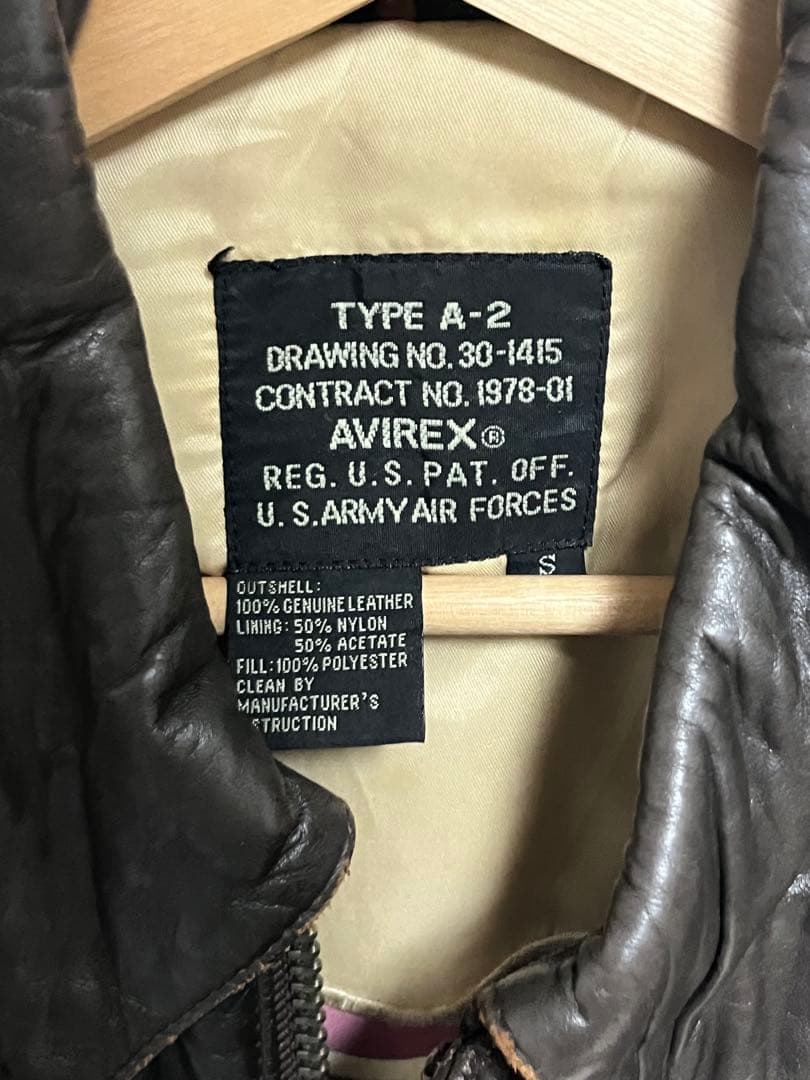 TYPE A-2
DRAWING NO. 30-1415
CONTRACT NO. 1978-01
AVIREX®
REG. U.S. PAT. OFF.
U.S. ARMY AIR FORCES
S
OUTSHELL:
100% GENUINE LEATHER
LINING: 50% NYLON
50% ACETATE
FILL: 100% POLYESTER
CLEAN BY
MANUFACTURER'S